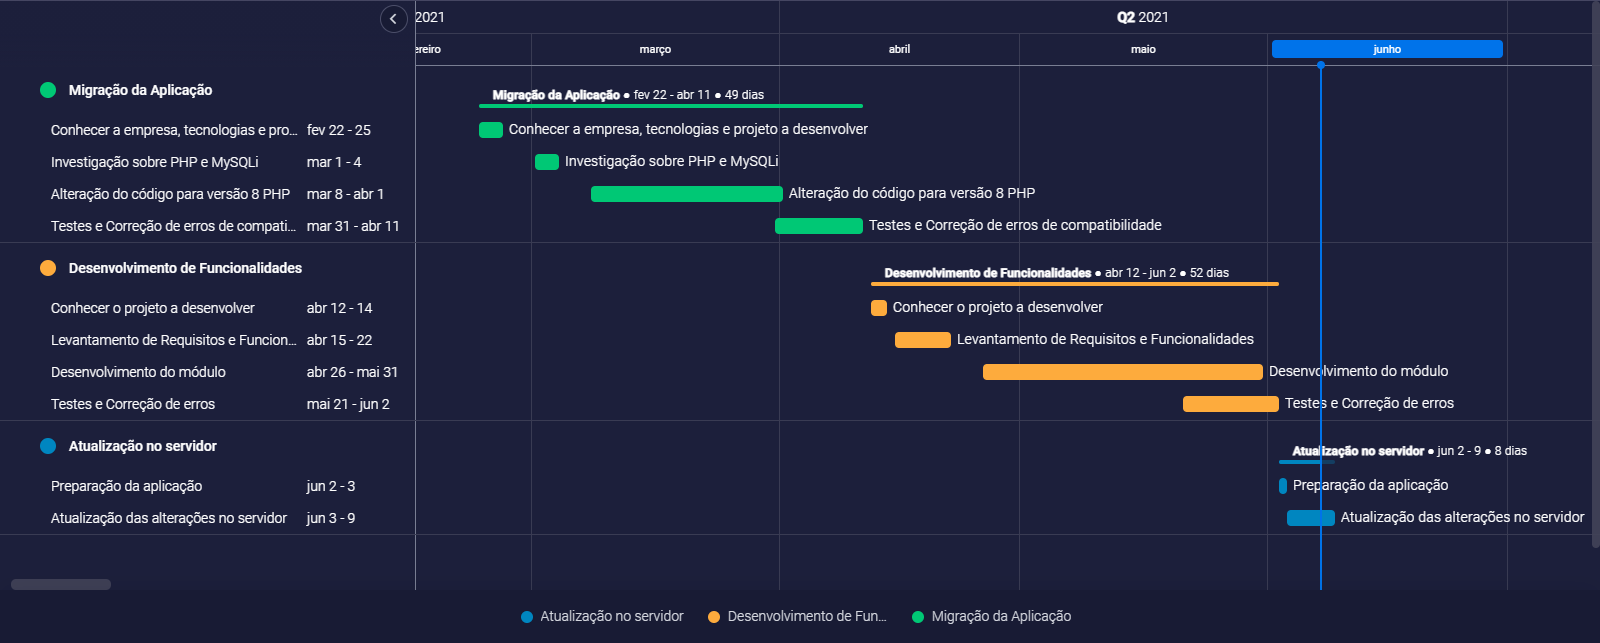 2021
Q2 2021
ereiro
março
abril
maio
junho
Migração da Aplicação
Migração da Aplicação ● fev 22 - abr 11 ● 49 dias
Conhecer a empresa, tecnologias e pro... fev 22 - 25
Conhecer a empresa, tecnologias e projeto a desenvolver
Investigação sobre PHP e MySQLi mar 1 - 4
Investigação sobre PHP e MySQLi
Alteração do código para versão 8 PHP mar 8 - abr 1
Alteração do código para versão 8 PHP
Testes e Correção de erros de compati... mar 31 - abr 11
Testes e Correção de erros de compatibilidade
Desenvolvimento de Funcionalidades
Desenvolvimento de Funcionalidades ● abr 12 - jun 2 ● 52 dias
Conhecer o projeto a desenvolver abr 12 - 14
Conhecer o projeto a desenvolver
Levantamento de Requisitos e Funcion... abr 15 - 22
Levantamento de Requisitos e Funcionalidades
Desenvolvimento do módulo abr 26 - mai 31
Desenvolvimento do módulo
Testes e Correção de erros mai 21 - jun 2
Testes e Correção de erros
Atualização no servidor
Atualização no servidor ● jun 2 - 9 ● 8 dias
Preparação da aplicação jun 2 - 3
Preparação da aplicação
Atualização das alterações no servidor jun 3 - 9
Atualização das alterações no servidor
Atualização no servidor
Desenvolvimento de Fun...
Migração da Aplicação